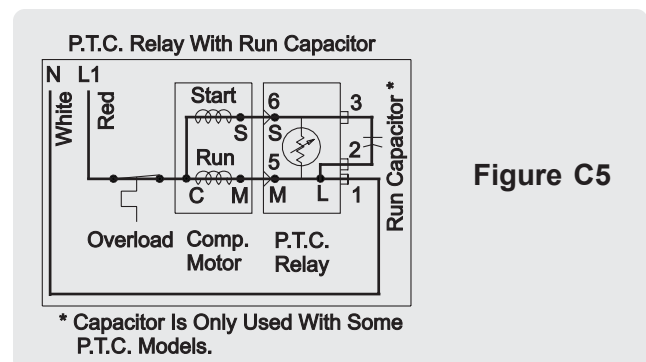 P.T.C. Relay With Run Capacitor
N L1
White
Red
Start
S
Run
C M
6
S
5
M
L
3
2
1
Run Capacitor *
Overload
Comp.
Motor
P.T.C.
Relay
Figure C5
* Capacitor Is Only Used With Some
P.T.C. Models.